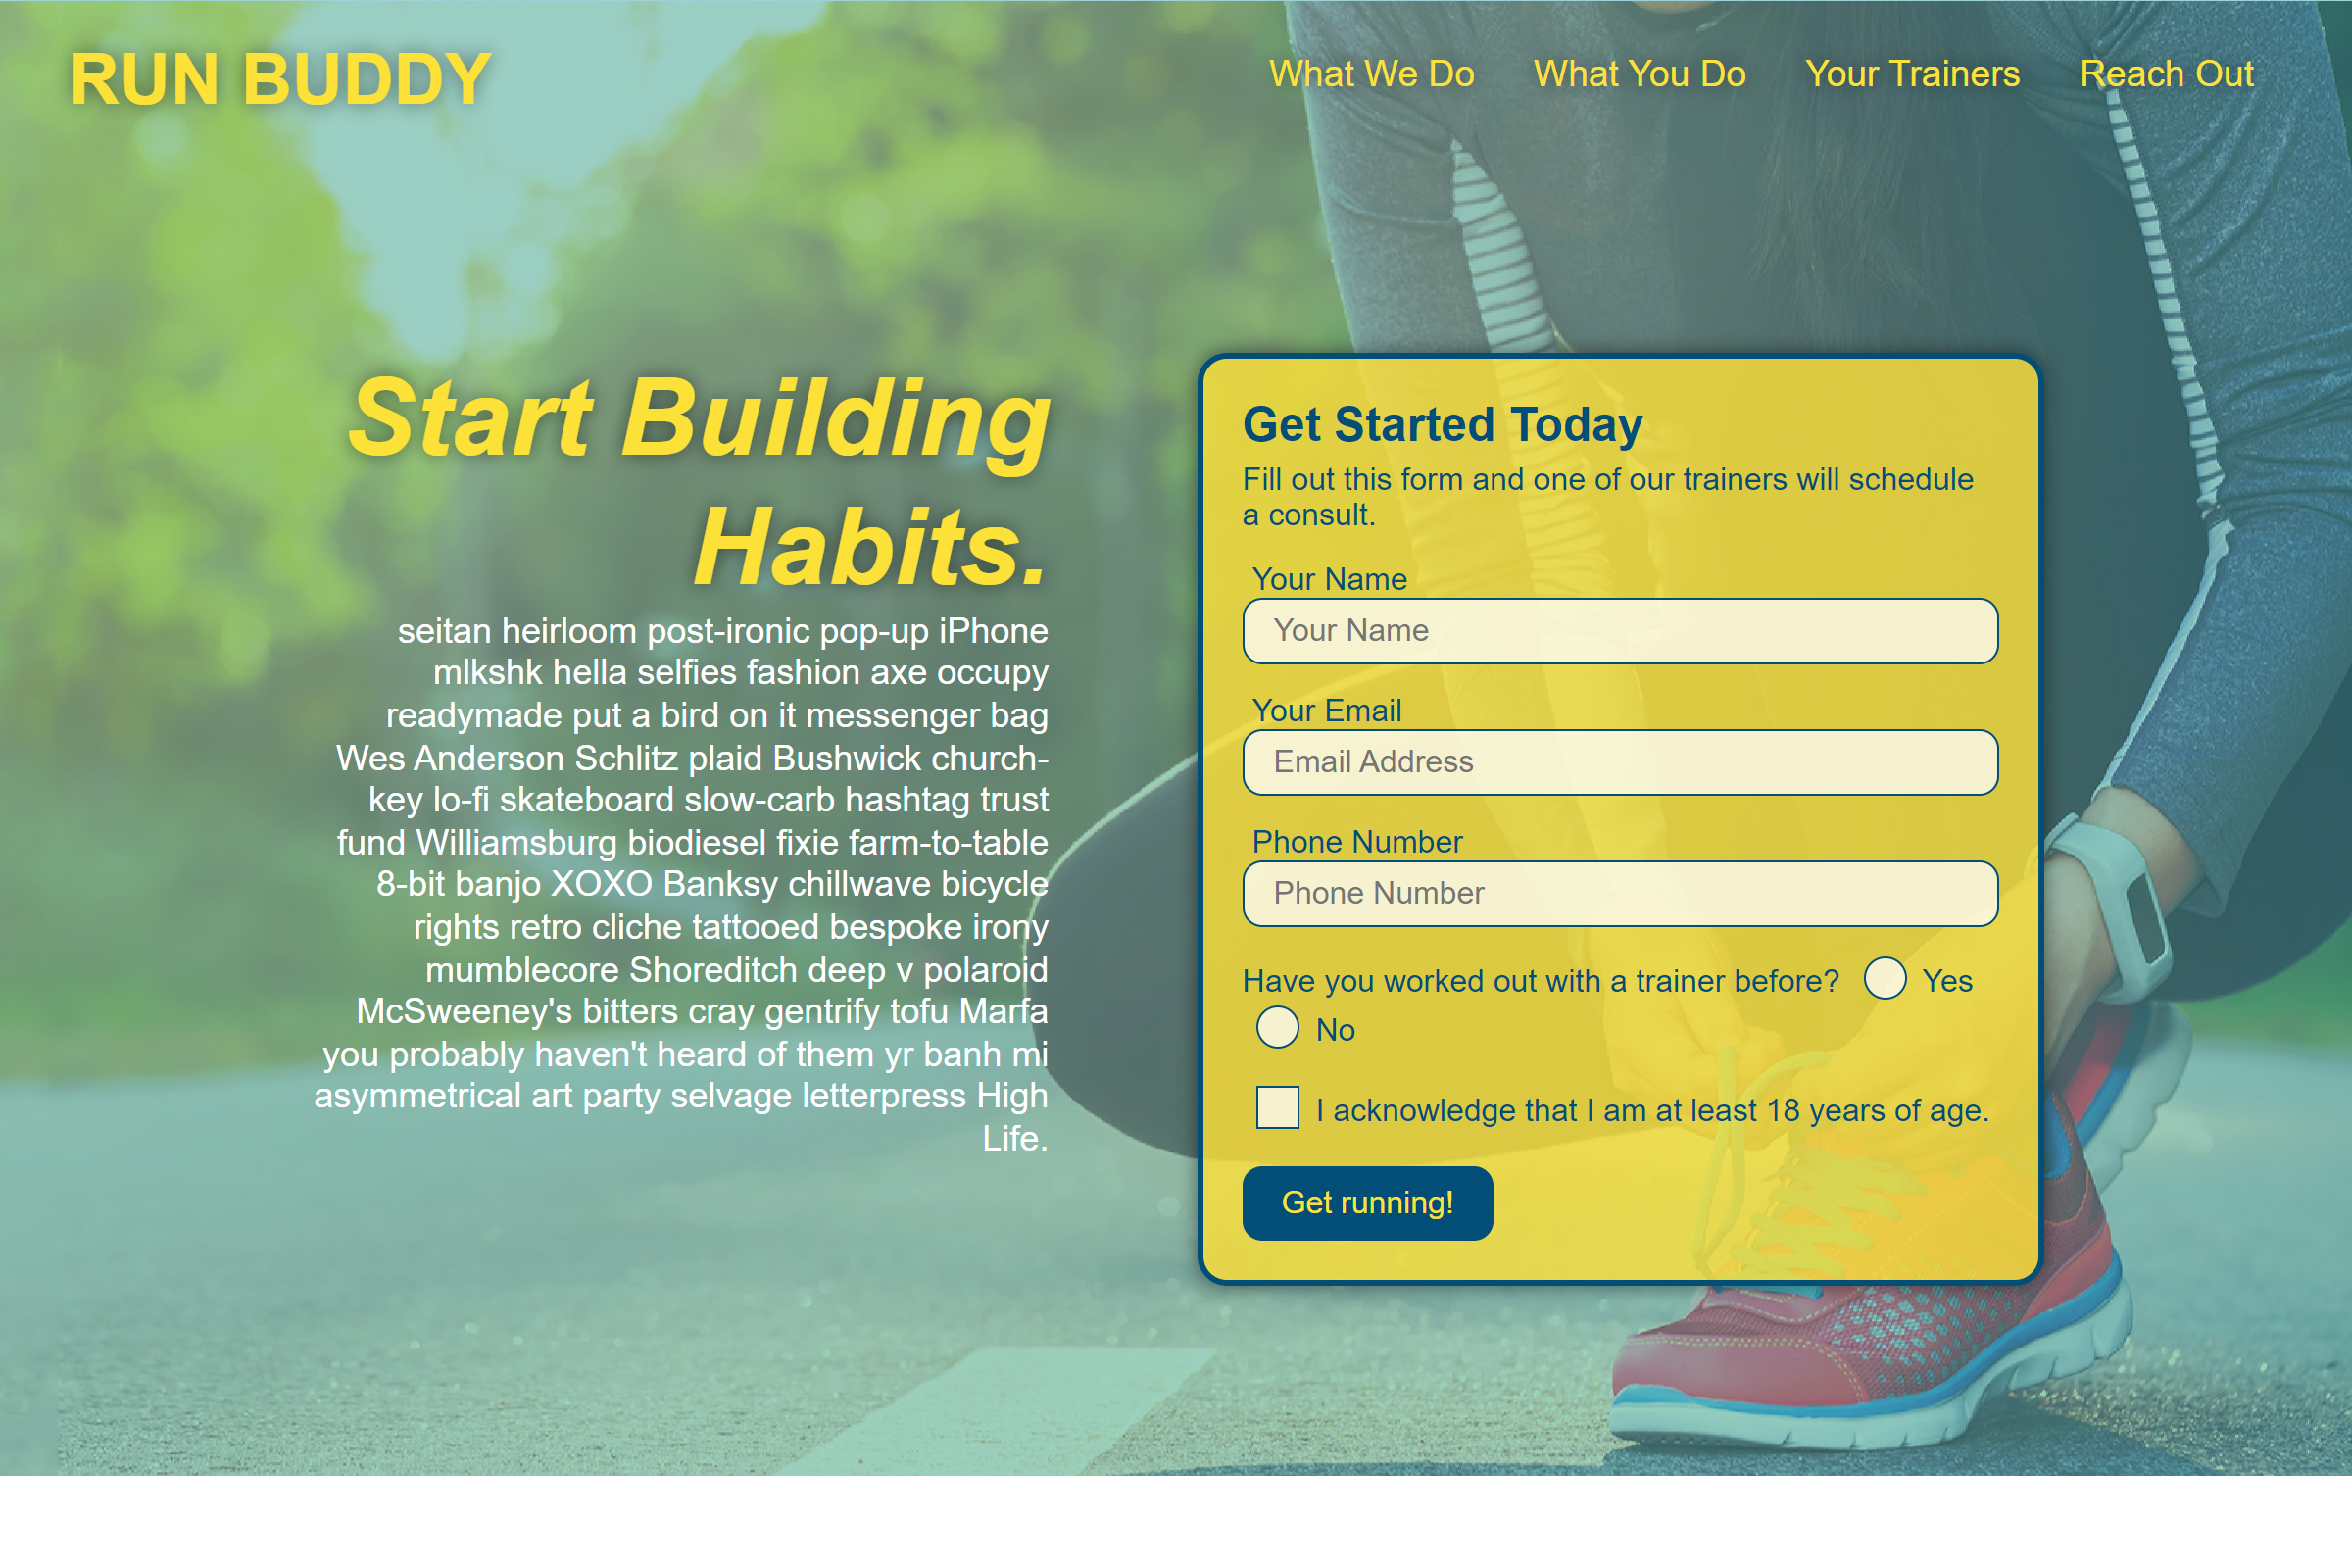 RUN BUDDY
What We Do
What You Do
Your Trainers
Reach Out
Start Building
Habits.
seitan heirloom post-ironic pop-up iPhone
mlkshk hella selfies fashion axe occupy
readymade put a bird on it messenger bag
Wes Anderson Schlitz plaid Bushwick church-
key lo-fi skateboard slow-carb hashtag trust
fund Williamsburg biodiesel fixie farm-to-table
8-bit banjo XOXO Banksy chillwave bicycle
rights retro cliche tattooed bespoke irony
mumblecore Shoreditch deep v polaroid
McSweeney's bitters cray gentrify tofu Marfa
you probably haven't heard of them yr banh mi
asymmetrical art party selvage letterpress High
Life.
Get Started Today
Fill out this form and one of our trainers will schedule
a consult.
Your Name
Your Name
Your Email
Email Address
Phone Number
Phone Number
Have you worked out with a trainer before? Yes
No
I acknowledge that I am at least 18 years of age.
Get running!